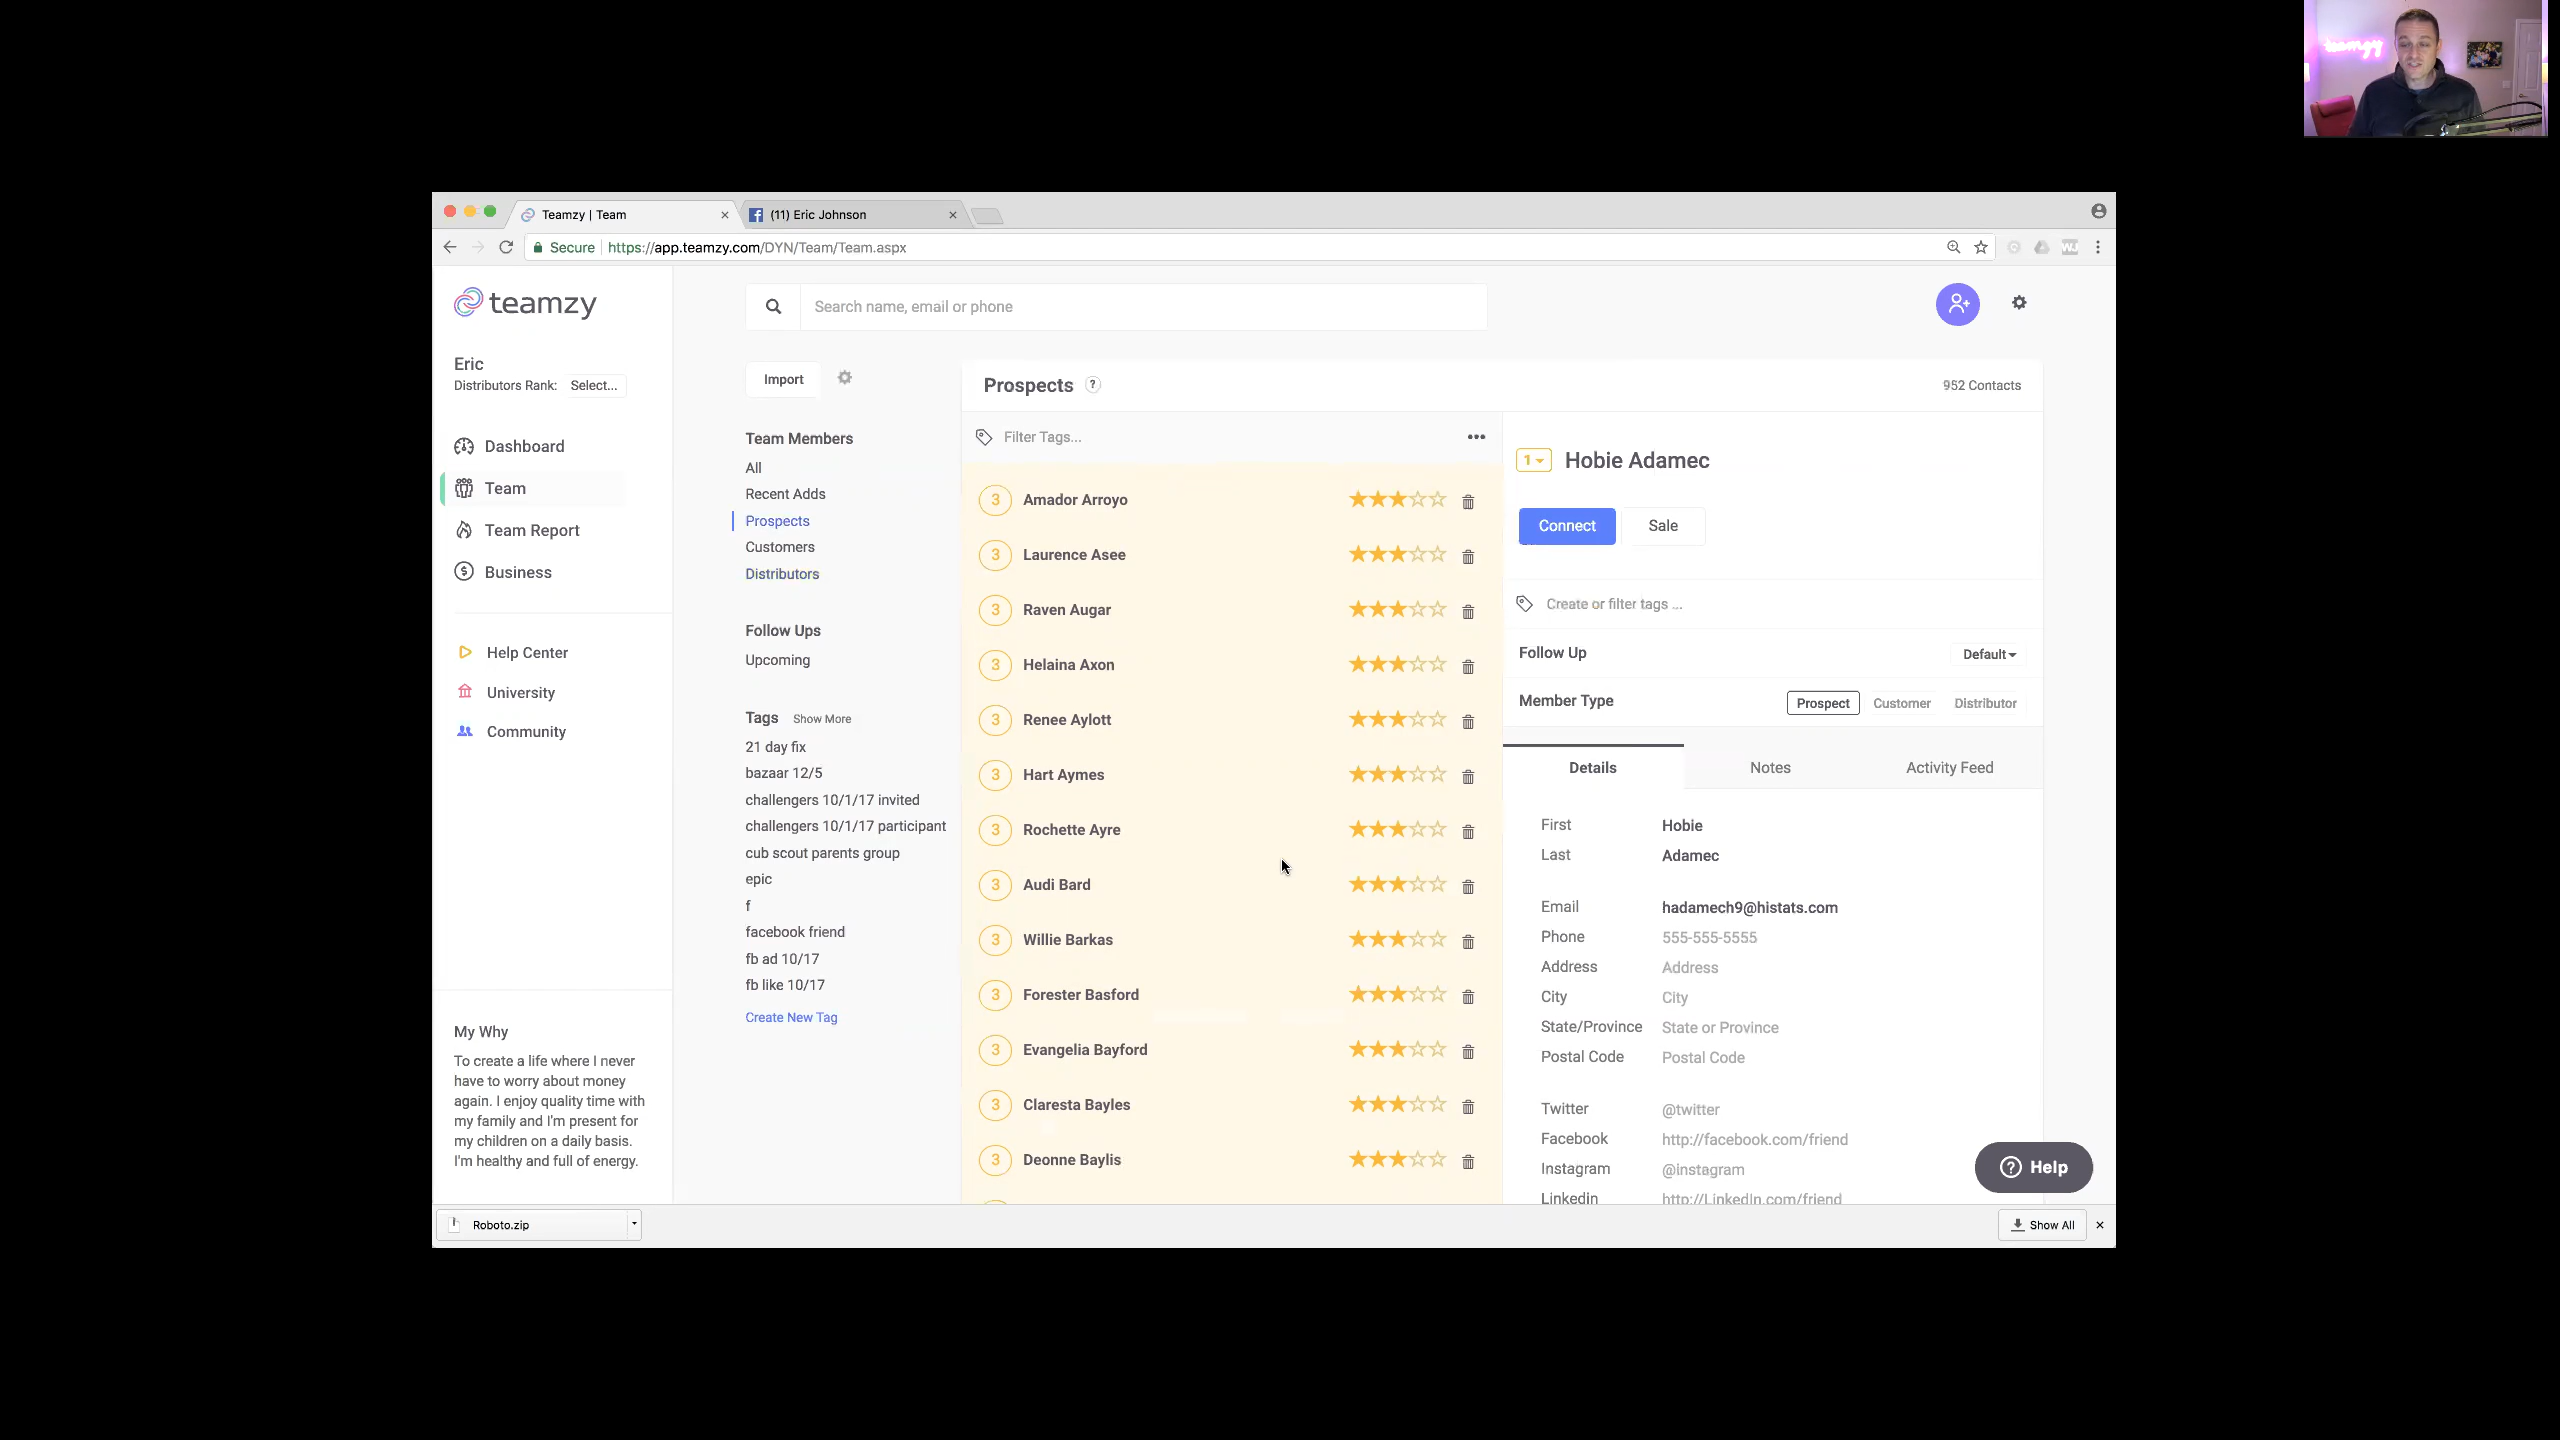 teamzy
Teamzy | Team
(11) Eric Johnson
Secure https://app.teamzy.com/DYN/Team/Team.aspx
teamzy
Search name, email or phone
Eric
Distributors Rank: Select...
Dashboard
Team
Team Report
Business
Help Center
University
Community
My Why
To create a life where I never
have to worry about money
again. I enjoy quality time with
my family and I'm present for
my children on a daily basis.
I'm healthy and full of energy.
Import
Team Members
All
Recent Adds
Prospects
Customers
Distributors
Follow Ups
Upcoming
Tags Show More
21 day fix
bazaar 12/5
challengers 10/1/17 invited
challengers 10/1/17 participant
cub scout parents group
epic
f
facebook friend
fb ad 10/17
fb like 10/17
Create New Tag
Prospects ?
952 Contacts
Filter Tags...
3 Amador Arroyo
3 Laurence Asee
3 Raven Augar
3 Helaina Axon
3 Renee Aylott
3 Hart Aymes
3 Rochette Ayre
3 Audi Bard
3 Willie Barkas
3 Forester Basford
3 Evangelia Bayford
3 Claresta Bayles
3 Deonne Baylis
1 Hobie Adamec
Connect Sale
Create or filter tags ...
Follow Up Default
Member Type Prospect Customer Distributor
Details Notes Activity Feed
First Hobie
Last Adamec
Email hadamech9@histats.com
Phone 555-555-5555
Address Address
City City
State/Province State or Province
Postal Code Postal Code
Twitter @twitter
Facebook http://facebook.com/friend
Instagram @instagram
Linkedin http://LinkedIn.com/friend
? Help
Roboto.zip
Show All